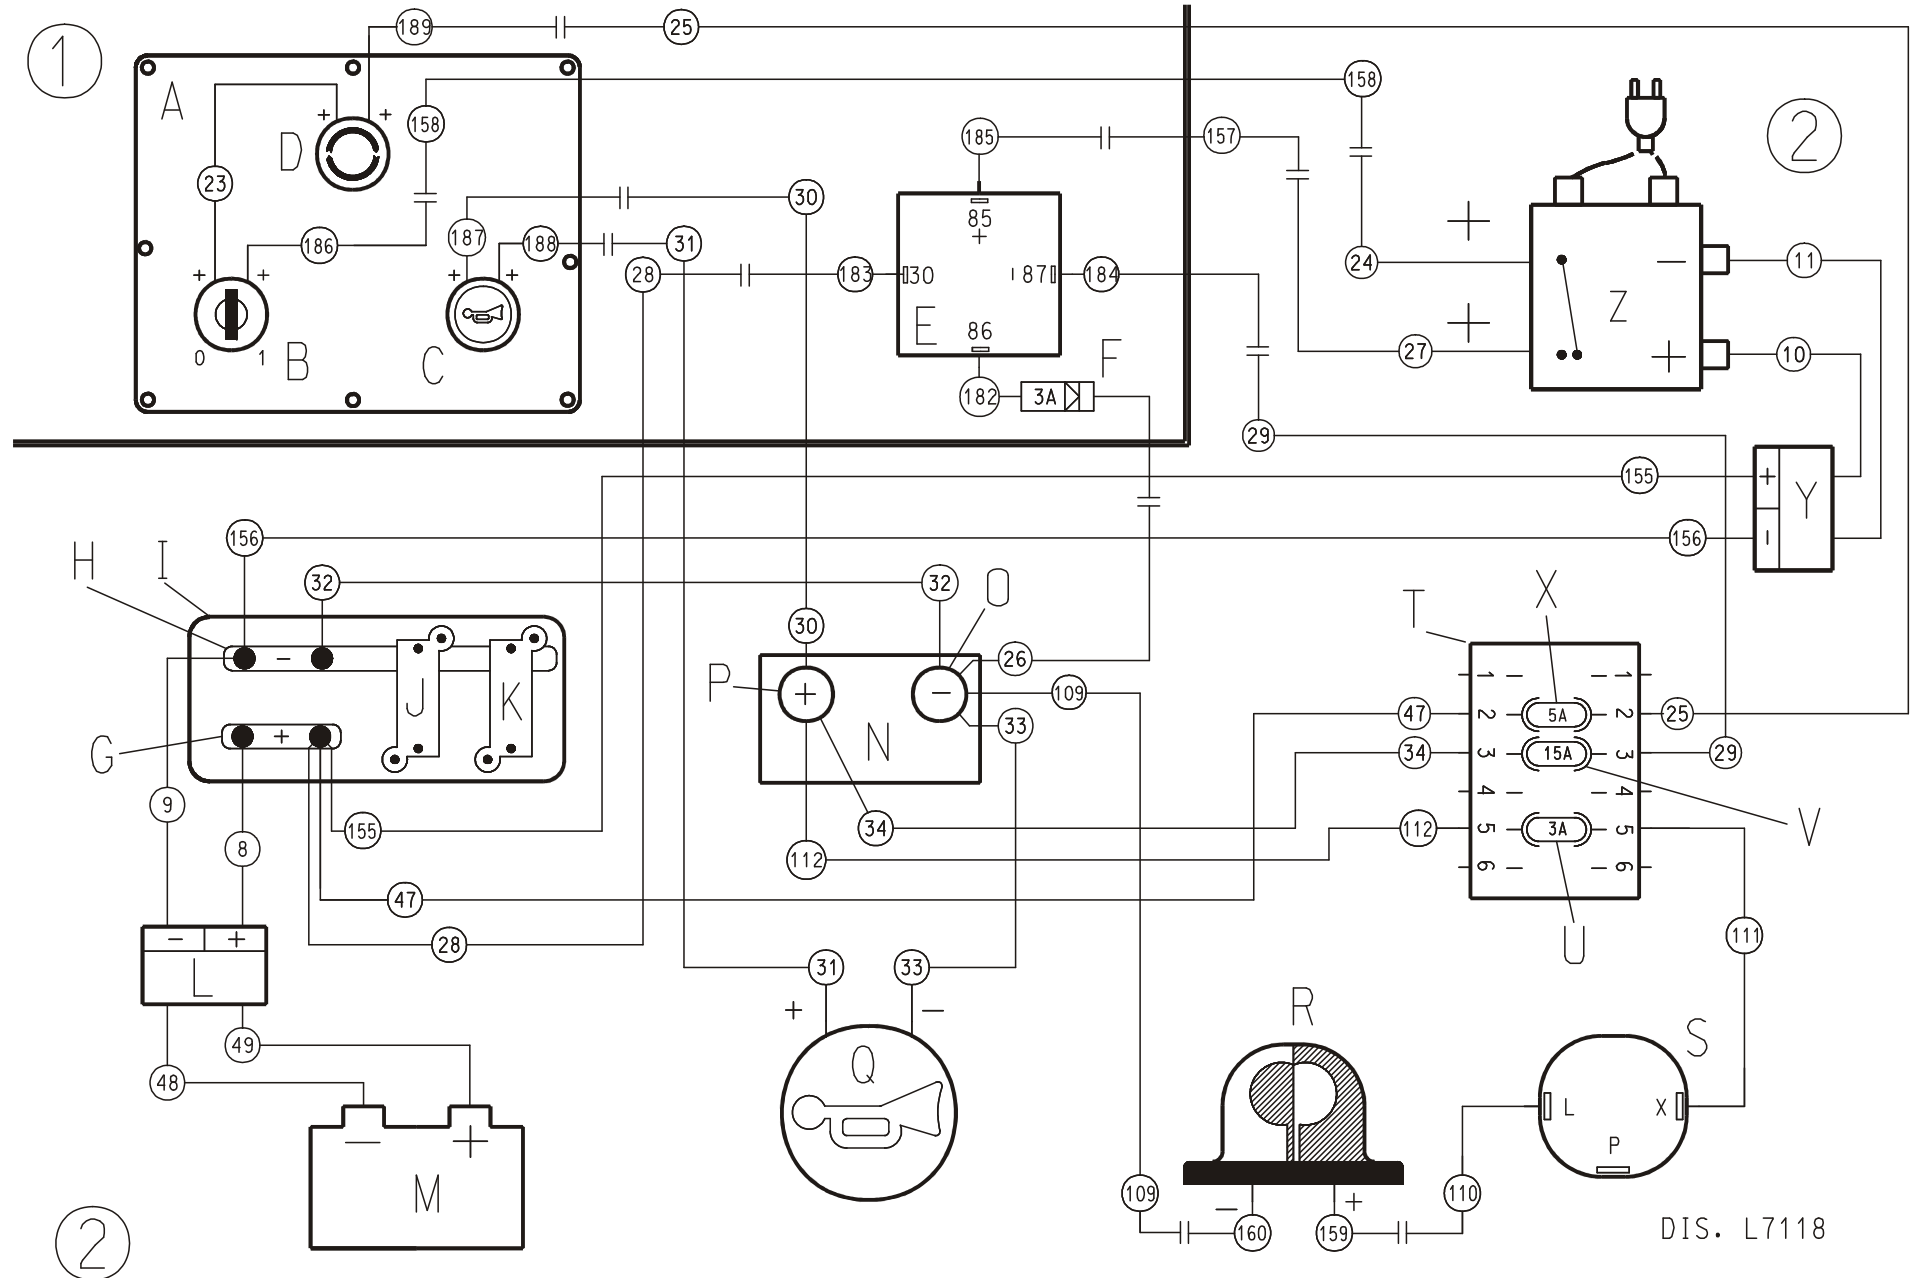 1
189
25
A
158
2
+ +
D
158
185
157
23
30
85
+
187
188
31
186
28
183
30
187
184
24
+
−
11
+ +
+ +
Z
0 1
B
C
E
86
F
+
27
+
10
182
3A
29
155
+
Y
156
156
−
H
I
32
32
O
X
T
30
26
−
J
K
P
+
−
109
1 − − 1
47
2 5A 2
25
G
+
N
33
34
3 15A 3
29
9
4 − − 4
155
34
112
5 3A 5
V
8
112
6 − − 6
47
28
− +
L
31
33
U
111
+
−
R
49
Q
S
48
L X
P
− +
M
109
− +
110
160
159
2
DIS. L7118